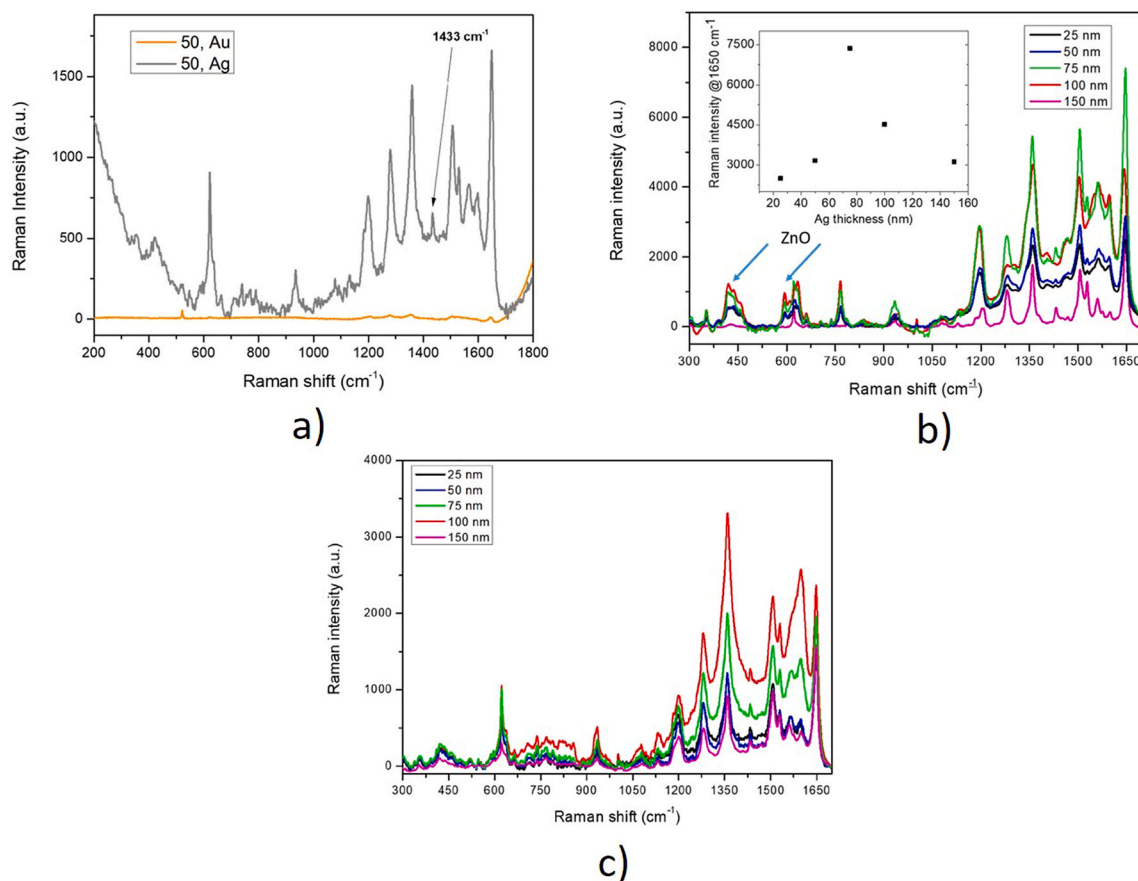 50, Au
50, Ag
1433 cm⁻¹
Raman Intensity (a.u.)
1500
1000
500
0
200 400 600 800 1000 1200 1400 1600 1800
Raman shift (cm⁻¹)
a)
25 nm
50 nm
75 nm
100 nm
150 nm
Raman intensity @1650 cm⁻¹
7500
6000
4500
3000
20 40 60 80 100 120 140 160
Ag thickness (nm)
ZnO
Raman intensity (a.u.)
8000
6000
4000
2000
0
300 450 600 750 900 1050 1200 1350 1500 1650
Raman shift (cm⁻¹)
b)
25 nm
50 nm
75 nm
100 nm
150 nm
Raman intensity (a.u.)
4000
3000
2000
1000
0
300 450 600 750 900 1050 1200 1350 1500 1650
Raman shift (cm⁻¹)
c)